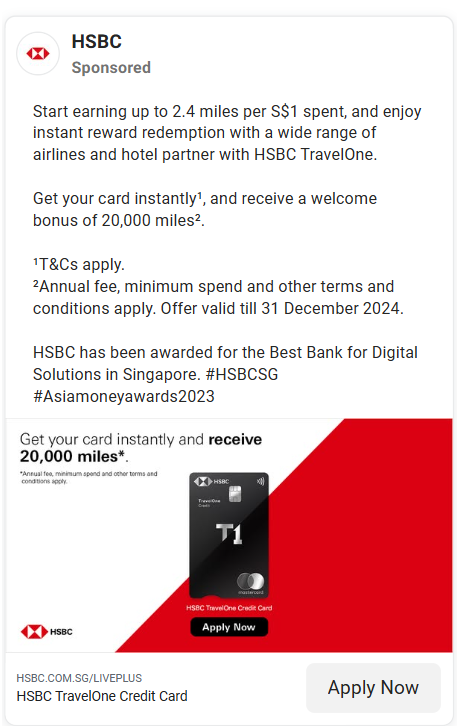 HSBC
Sponsored
Start earning up to 2.4 miles per S$1 spent, and enjoy
instant reward redemption with a wide range of
airlines and hotel partner with HSBC TravelOne.
Get your card instantly¹, and receive a welcome
bonus of 20,000 miles².
¹T&Cs apply.
²Annual fee, minimum spend and other terms and
conditions apply. Offer valid till 31 December 2024.
HSBC has been awarded for the Best Bank for Digital
Solutions in Singapore. #HSBCSG
#Asiamoneyawards2023
Get your card instantly and receive
20,000 miles*.
*Annual fee, minimum spend and other terms and
conditions apply.
HSBC
TravelOne
Credit
T1
mastercard
HSBC TravelOne Credit Card
Apply Now
HSBC
HSBC.COM.SG/LIVEPLUS
HSBC TravelOne Credit Card
Apply Now